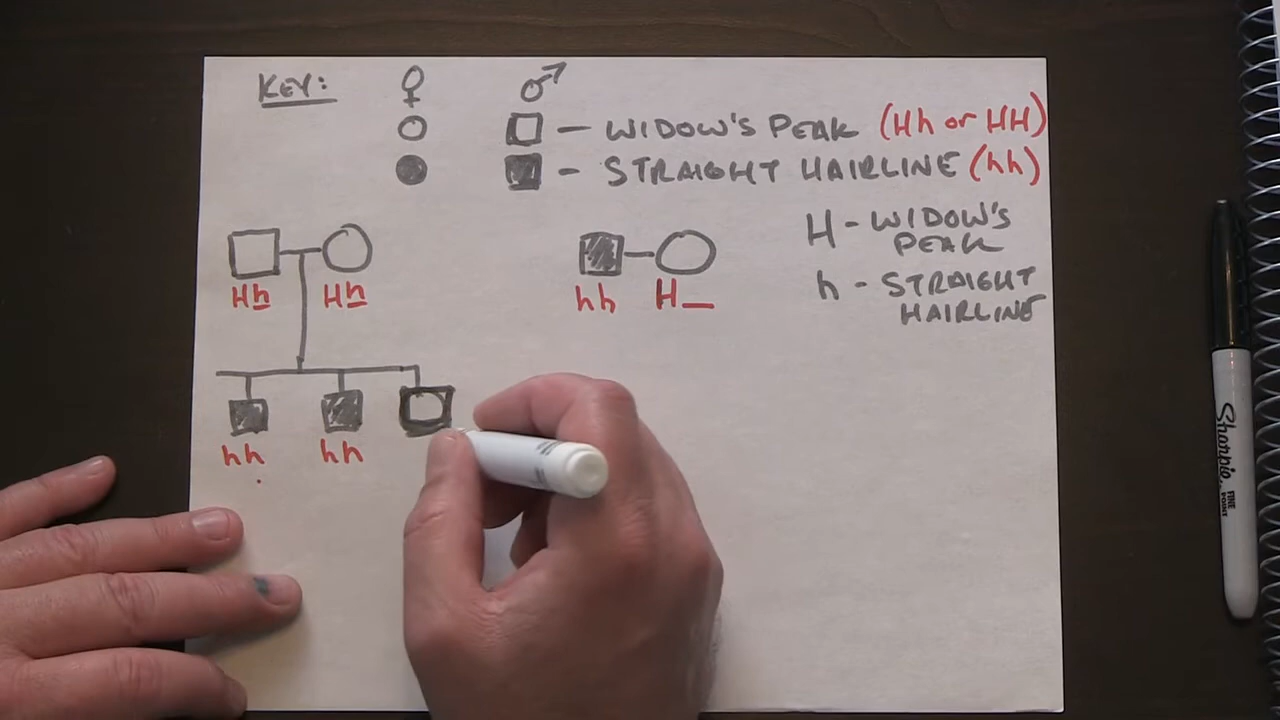 KEY: ♀ ♂
— WIDOW'S PEAK (Hh or HH)
- STRAIGHT HAIRLINE (hh)
H - WIDOW'S
PEAK
h - STRAIGHT
HAIRLINE
Hh Hh
hh H_
hh hh
Sharpie
FINE
POINT